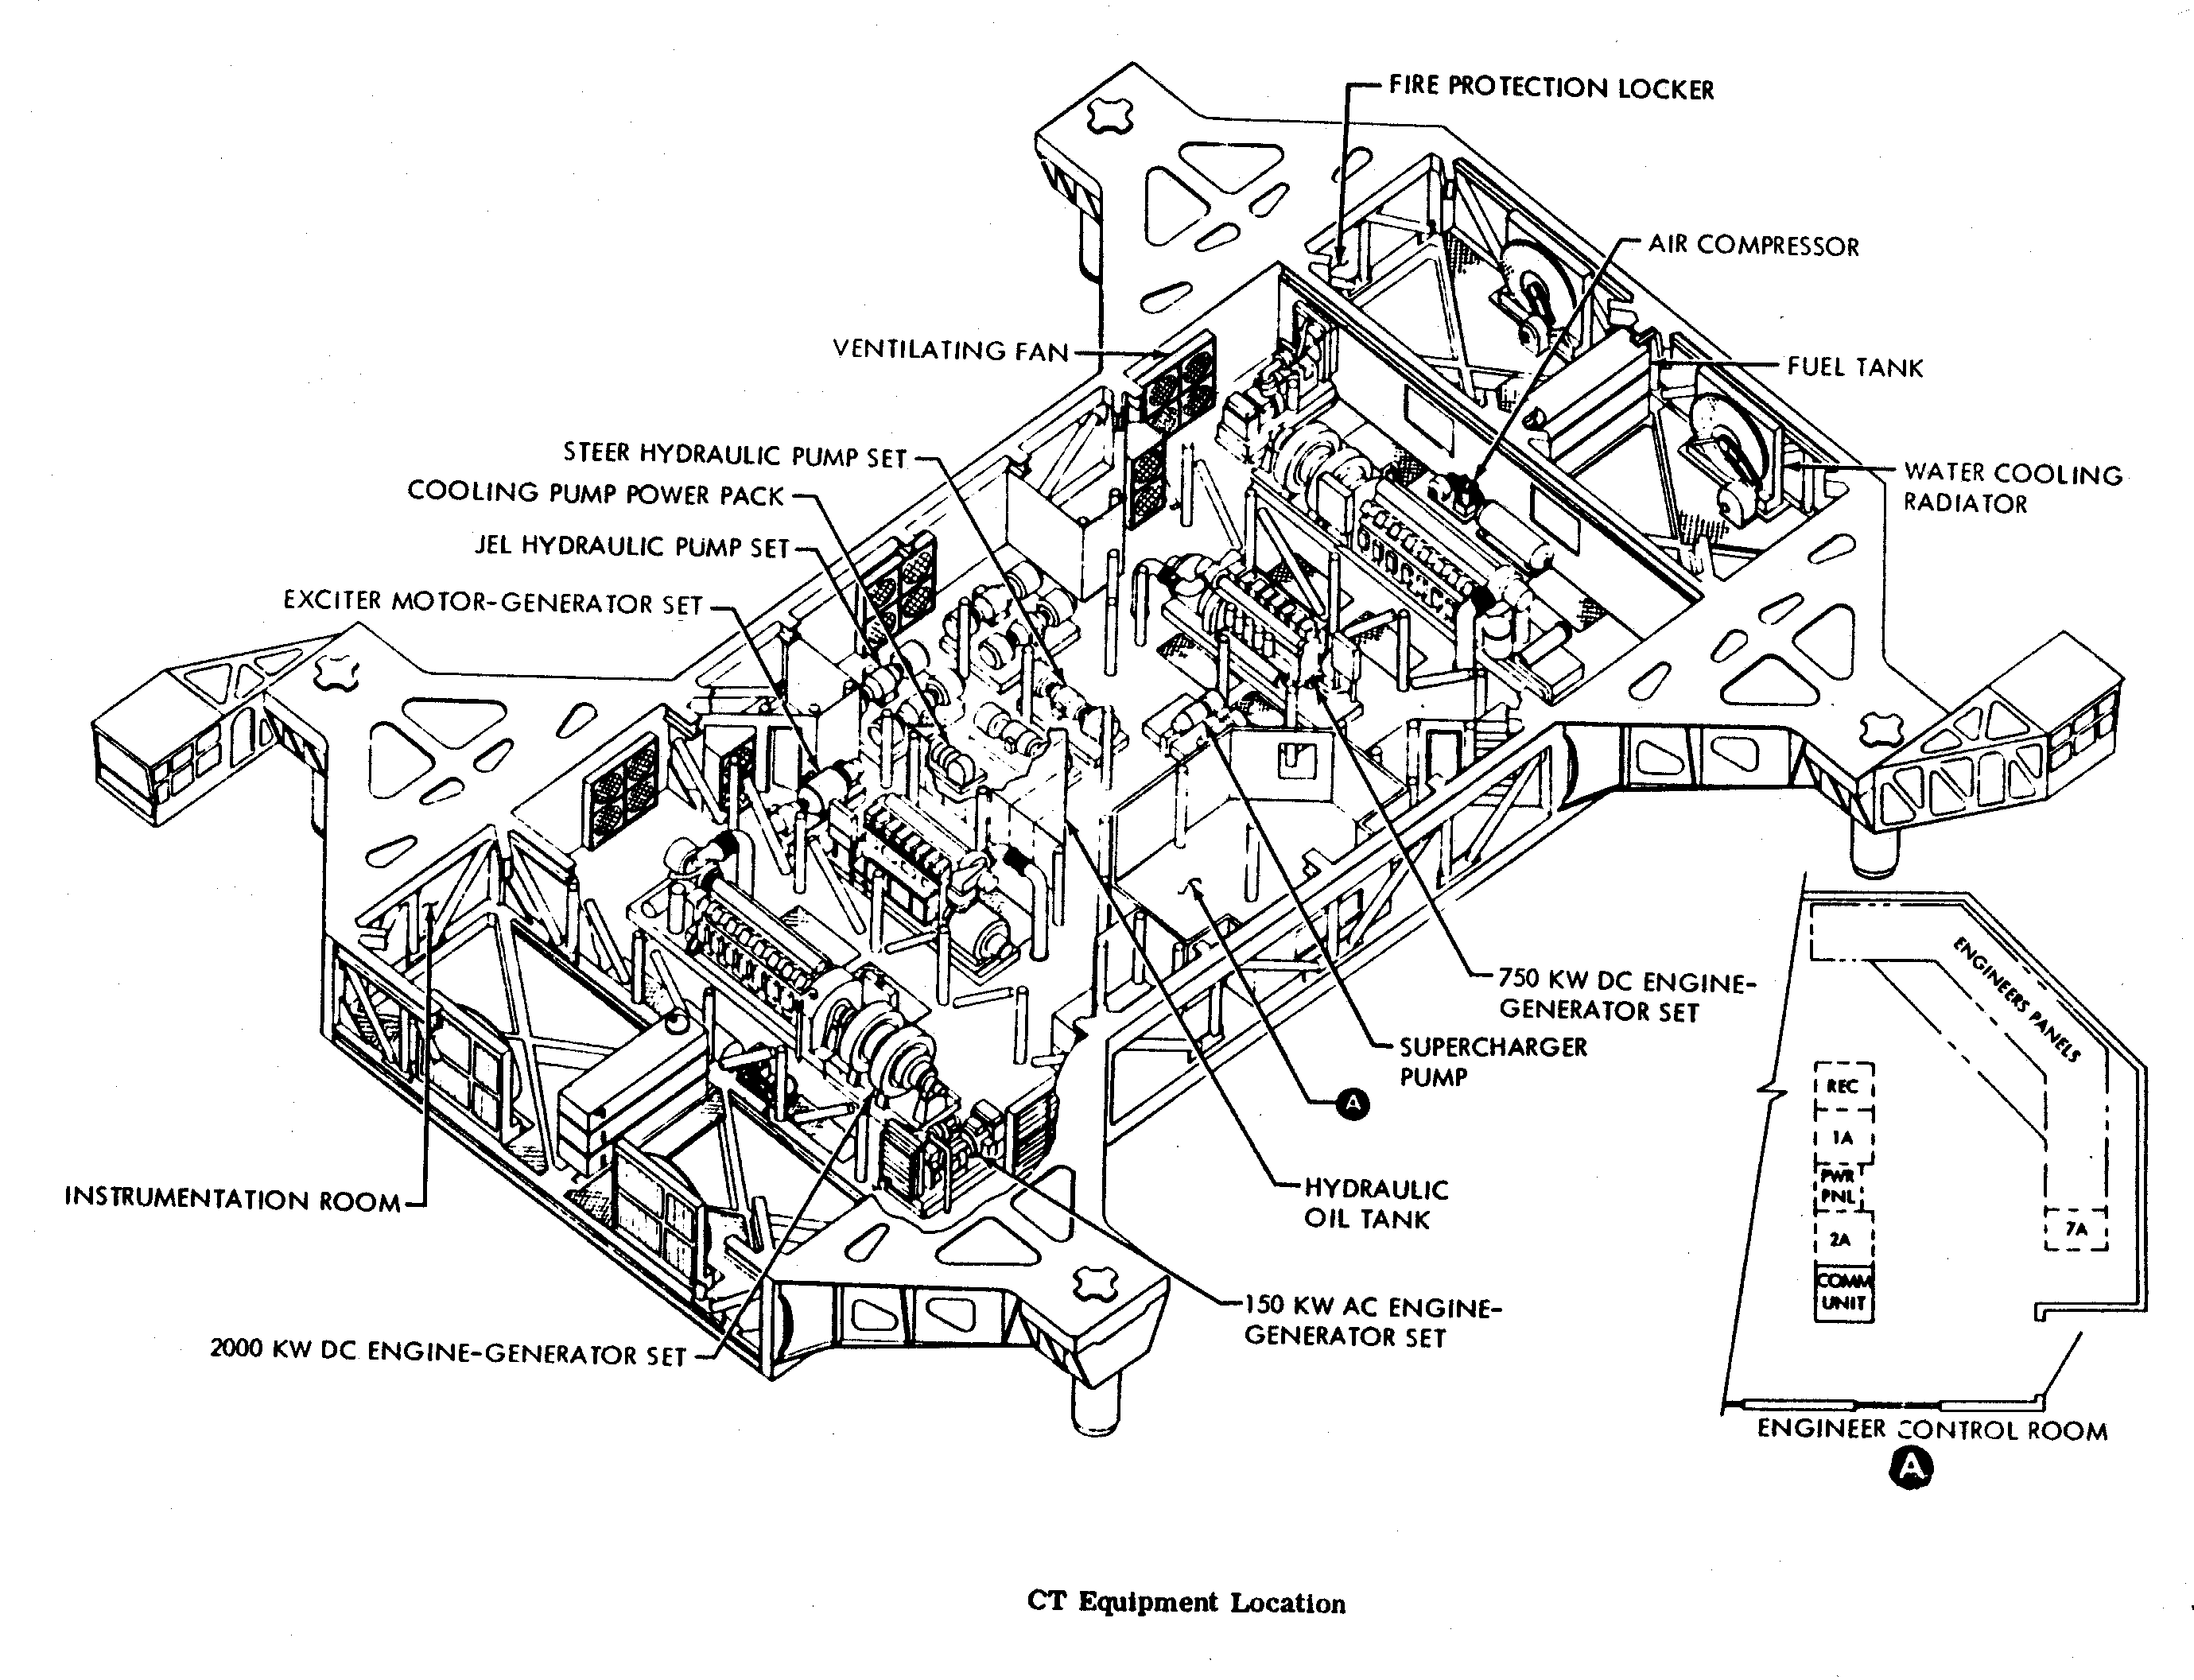 FIRE PROTECTION LOCKER
AIR COMPRESSOR
VENTILATING FAN
FUEL TANK
STEER HYDRAULIC PUMP SET
COOLING PUMP POWER PACK
WATER COOLING
RADIATOR
JEL HYDRAULIC PUMP SET
EXCITER MOTOR-GENERATOR SET
750 KW DC ENGINE-
GENERATOR SET
SUPERCHARGER
PUMP
A
HYDRAULIC
OIL TANK
INSTRUMENTATION ROOM
150 KW AC ENGINE-
GENERATOR SET
2000 KW DC ENGINE-GENERATOR SET
ENGINEERS PANELS
REC
1A
PWR
PNL
2A
COMM
UNIT
7A
ENGINEER CONTROL ROOM
A
CT Equipment Location